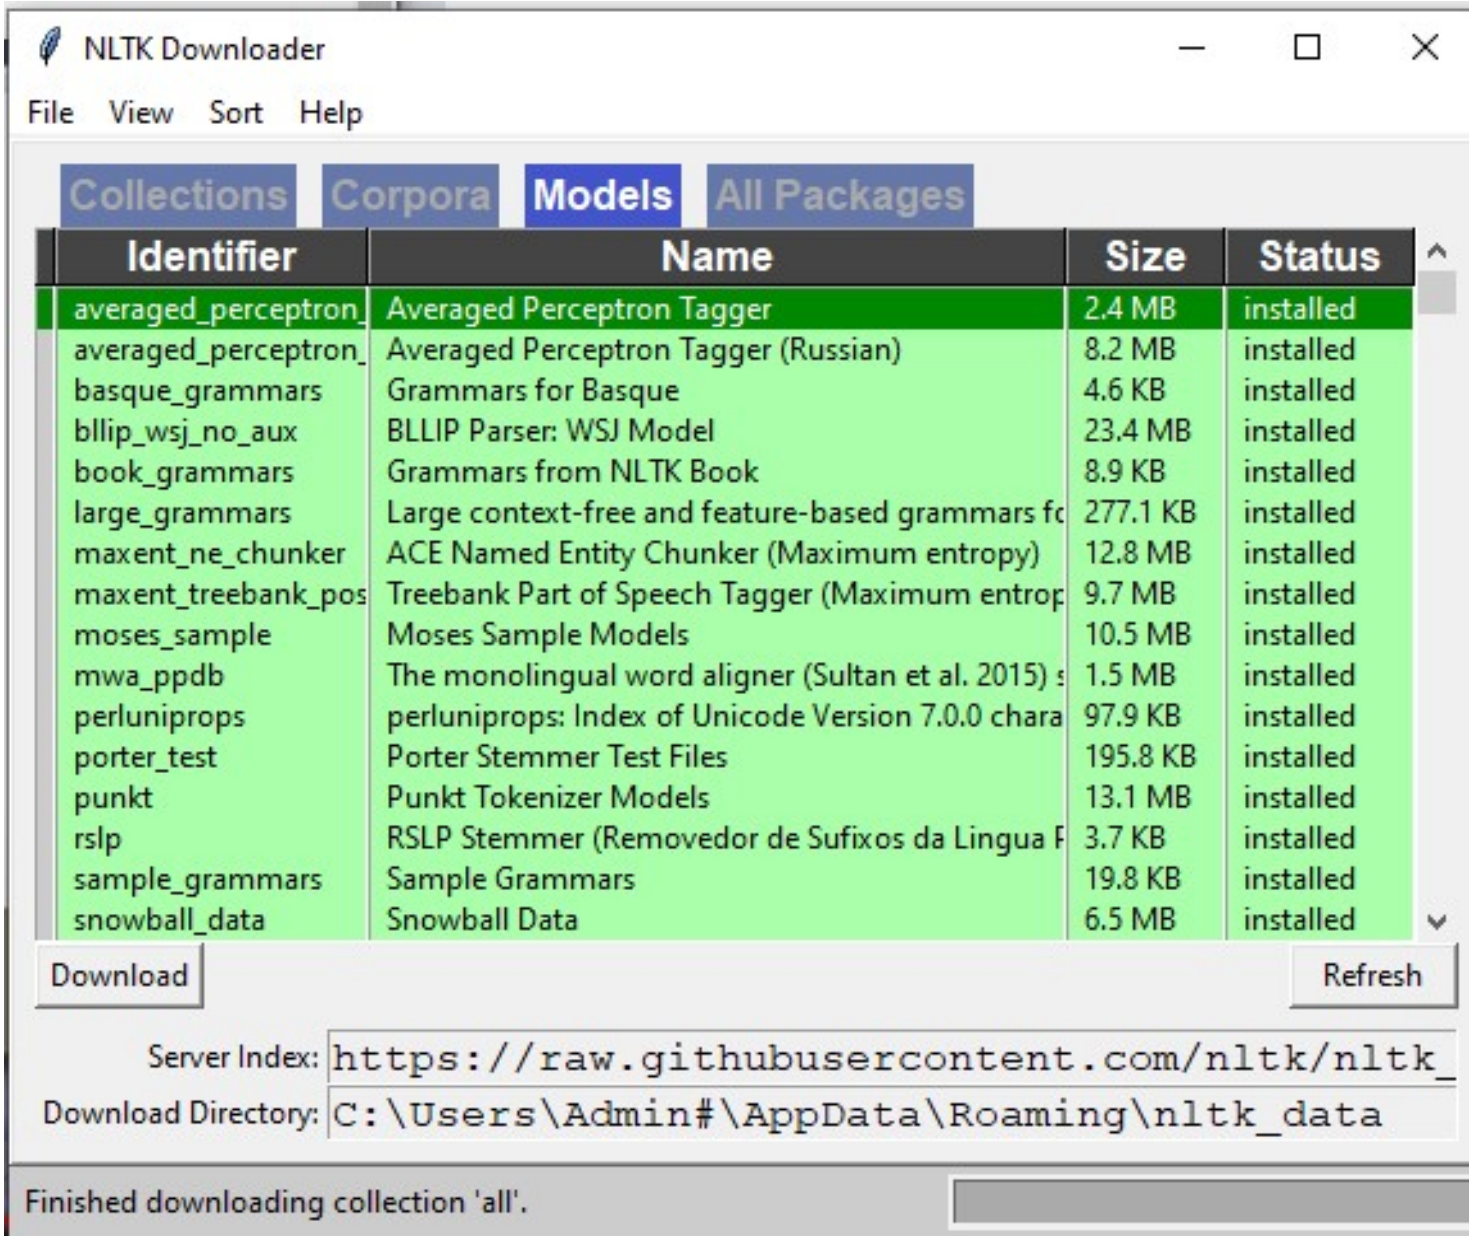 NLTK Downloader
File View Sort Help
Collections Corpora Models All Packages
Identifier Name Size Status
averaged_perceptron_ Averaged Perceptron Tagger 2.4 MB installed
averaged_perceptron_ Averaged Perceptron Tagger (Russian) 8.2 MB installed
basque_grammars Grammars for Basque 4.6 KB installed
bllip_wsj_no_aux BLLIP Parser: WSJ Model 23.4 MB installed
book_grammars Grammars from NLTK Book 8.9 KB installed
large_grammars Large context-free and feature-based grammars fo 277.1 KB installed
maxent_ne_chunker ACE Named Entity Chunker (Maximum entropy) 12.8 MB installed
maxent_treebank_pos Treebank Part of Speech Tagger (Maximum entrop 9.7 MB installed
moses_sample Moses Sample Models 10.5 MB installed
mwa_ppdb The monolingual word aligner (Sultan et al. 2015) s 1.5 MB installed
perluniprops perluniprops: Index of Unicode Version 7.0.0 chara 97.9 KB installed
porter_test Porter Stemmer Test Files 195.8 KB installed
punkt Punkt Tokenizer Models 13.1 MB installed
rslp RSLP Stemmer (Removedor de Sufixos da Lingua P 3.7 KB installed
sample_grammars Sample Grammars 19.8 KB installed
snowball_data Snowball Data 6.5 MB installed
Download Refresh
Server Index: https://raw.githubusercontent.com/nltk/nltk_
Download Directory: C:\Users\Admin#\AppData\Roaming\nltk_data
Finished downloading collection 'all'.